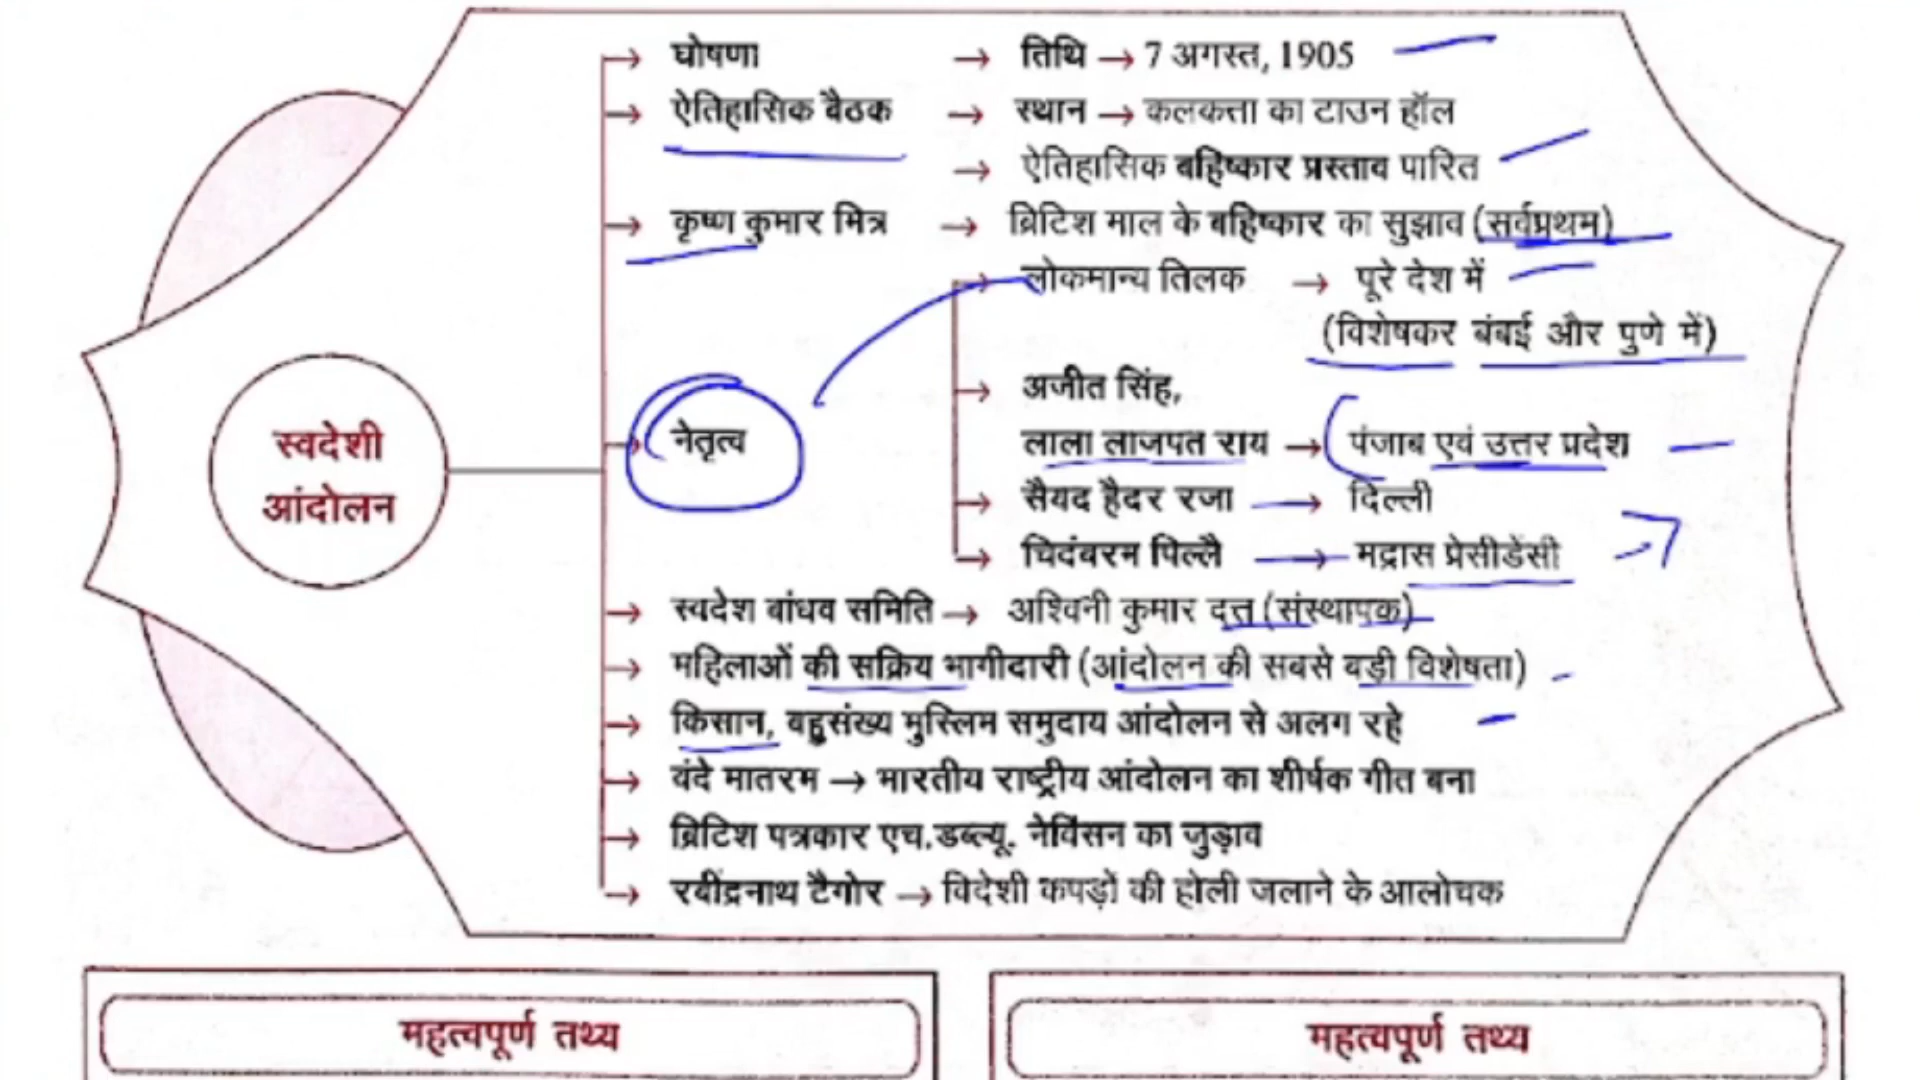 घोषणा → तिथि → 7 अगस्त, 1905
ऐतिहासिक बैठक → स्थान → कलकत्ता का टाउन हॉल
→ ऐतिहासिक बहिष्कार प्रस्ताव पारित
कृष्ण कुमार मित्र → ब्रिटिश माल के बहिष्कार का सुझाव (सर्वप्रथम)
लोकमान्य तिलक → पूरे देश में
(विशेषकर बंबई और पुणे में)
अजीत सिंह,
स्वदेशी आंदोलन
नेतृत्व
लाला लाजपत राय → पंजाब एवं उत्तर प्रदेश
सैयद हैदर रजा → दिल्ली
चिदंबरन पिल्लै → मद्रास प्रेसीडेंसी
स्वदेश बांधव समिति → अश्विनी कुमार दत्त (संस्थापक)
महिलाओं की सक्रिय भागीदारी (आंदोलन की सबसे बड़ी विशेषता)
किसान, बहुसंख्य मुस्लिम समुदाय आंदोलन से अलग रहे
वंदे मातरम → भारतीय राष्ट्रीय आंदोलन का शीर्षक गीत बना
ब्रिटिश पत्रकार एच.डब्ल्यू. नेविंसन का जुड़ाव
रवींद्रनाथ टैगोर → विदेशी कपड़ों की होली जलाने के आलोचक
महत्वपूर्ण तथ्य
महत्वपूर्ण तथ्य